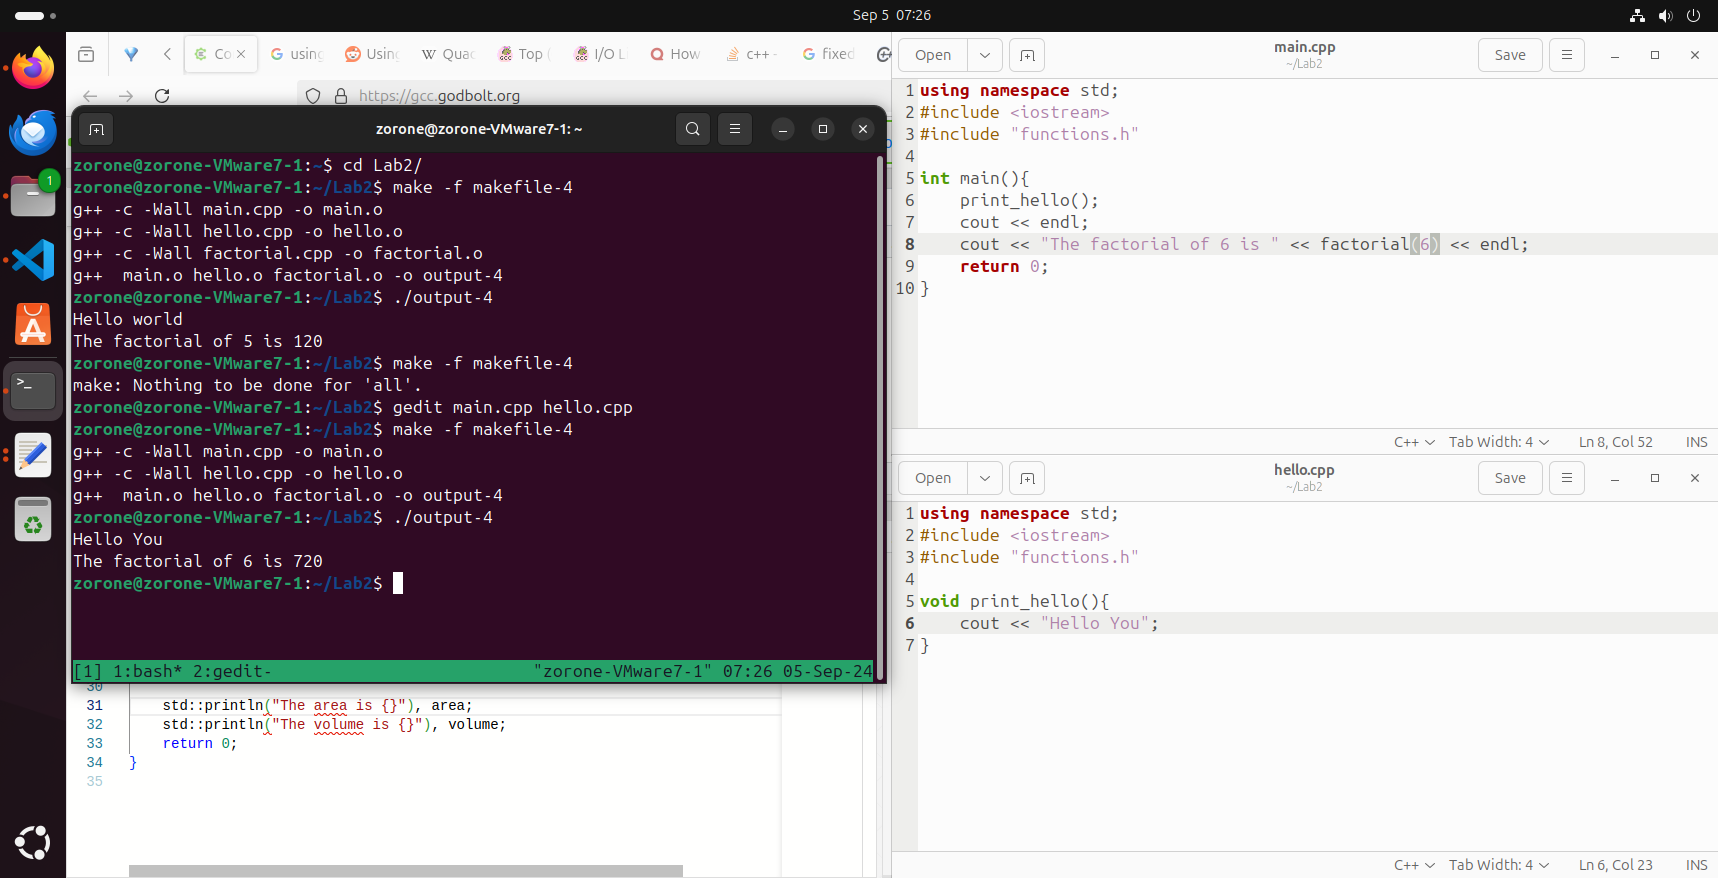 Sep 5 07:26
1
Co
using
Using
Quad
Top (
I/O Li
How
c++ -
fixed
https://gcc.godbolt.org
zorone@zorone-VMware7-1: ~
zorone@zorone-VMware7-1:~$ cd Lab2/
zorone@zorone-VMware7-1:~/Lab2$ make -f makefile-4
g++ -c -Wall main.cpp -o main.o
g++ -c -Wall hello.cpp -o hello.o
g++ -c -Wall factorial.cpp -o factorial.o
g++  main.o hello.o factorial.o -o output-4
zorone@zorone-VMware7-1:~/Lab2$ ./output-4
Hello world
The factorial of 5 is 120
zorone@zorone-VMware7-1:~/Lab2$ make -f makefile-4
make: Nothing to be done for 'all'.
zorone@zorone-VMware7-1:~/Lab2$ gedit main.cpp hello.cpp
zorone@zorone-VMware7-1:~/Lab2$ make -f makefile-4
g++ -c -Wall main.cpp -o main.o
g++ -c -Wall hello.cpp -o hello.o
g++  main.o hello.o factorial.o -o output-4
zorone@zorone-VMware7-1:~/Lab2$ ./output-4
Hello You
The factorial of 6 is 720
zorone@zorone-VMware7-1:~/Lab2$
[1] 1:bash* 2:gedit- "zorone-VMware7-1" 07:26 05-Sep-24
30
31 std::println("The area is {}"), area;
32 std::println("The volume is {}"), volume;
33 return 0;
34 }
35
Open
main.cpp
~/Lab2
Save
1 using namespace std;
2 #include <iostream>
3 #include "functions.h"
4
5 int main(){
6 print_hello();
7 cout << endl;
8 cout << "The factorial of 6 is " << factorial(6) << endl;
9 return 0;
10 }
C++ Tab Width: 4 Ln 8, Col 52 INS
Open
hello.cpp
~/Lab2
Save
1 using namespace std;
2 #include <iostream>
3 #include "functions.h"
4
5 void print_hello(){
6 cout << "Hello You";
7 }
C++ Tab Width: 4 Ln 6, Col 23 INS